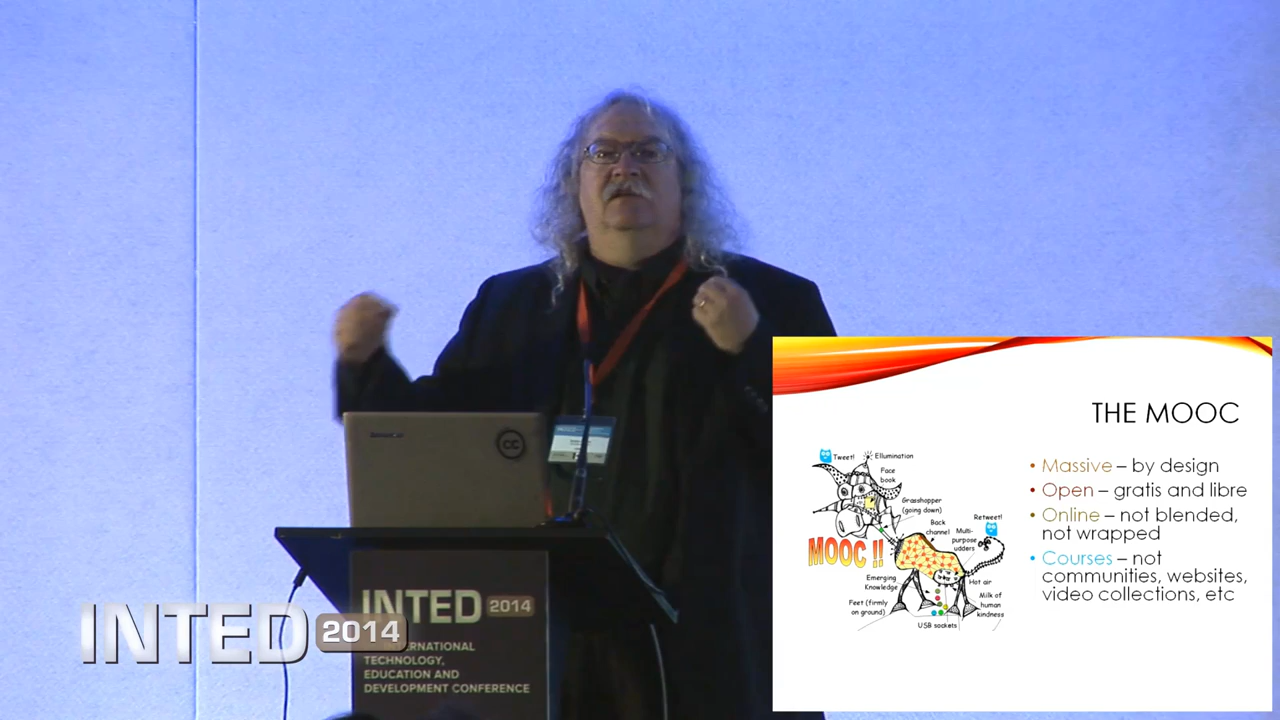 cc
INTED 2014
INTERNATIONAL
TECHNOLOGY,
EDUCATION AND
DEVELOPMENT CONFERENCE
INTED 2014
THE MOOC
• Massive – by design
• Open – gratis and libre
• Online – not blended,
not wrapped
• Courses – not
communities, websites,
video collections, etc
Tweet!
Ellumination
Face
book
Grasshopper
(going down)
Back
channel
Multi-
purpose
udders
Retweet!
MOOC !!
Emerging
Knowledge
Hot air
Feet (firmly
on ground)
Milk of
human
kindness
USB sockets